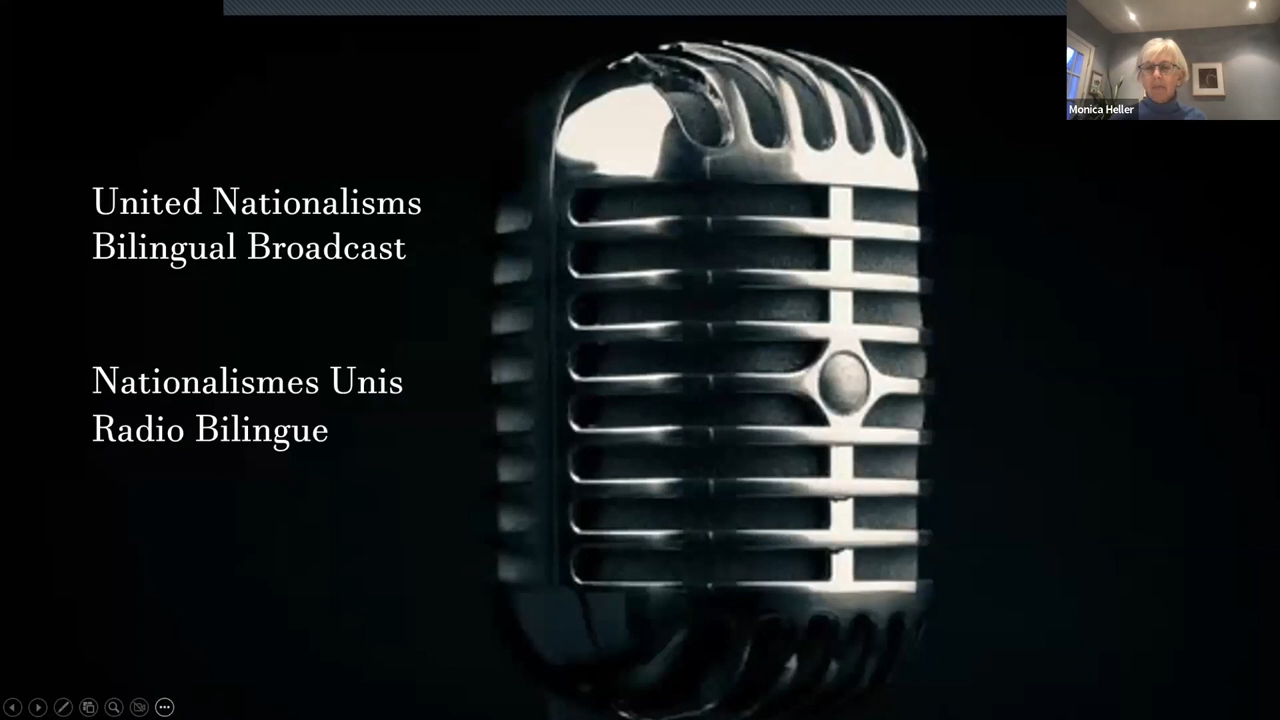 United Nationalisms
Bilingual Broadcast
Nationalismes Unis
Radio Bilingue
Monica Heller